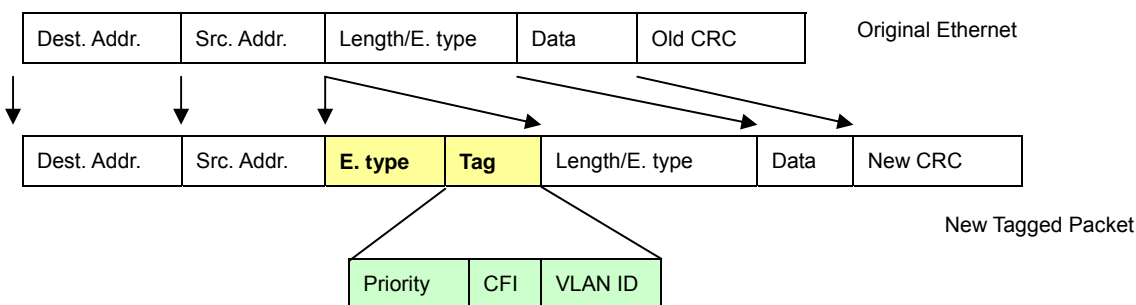 Dest. Addr. Src. Addr. Length/E. type Data Old CRC Original Ethernet
Dest. Addr. Src. Addr. E. type Tag Length/E. type Data New CRC
New Tagged Packet
Priority CFI VLAN ID